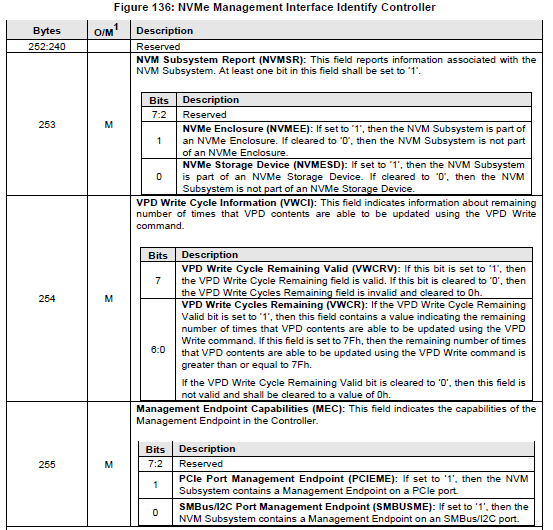 Figure 136: NVMe Management Interface Identify Controller
Bytes O/M1 Description
252:240 Reserved
NVM Subsystem Report (NVMSR): This field reports information associated with the
NVM Subsystem. At least one bit in this field shall be set to '1'.
253 M
Bits Description
7:2 Reserved
1 NVMe Enclosure (NVMEE): If set to '1', then the NVM Subsystem is part of
an NVMe Enclosure. If cleared to '0', then the NVM Subsystem is not part
of an NVMe Enclosure.
0 NVMe Storage Device (NVMESD): If set to '1', then the NVM Subsystem
is part of an NVMe Storage Device. If cleared to '0', then the NVM
Subsystem is not part of an NVMe Storage Device.
VPD Write Cycle Information (VWCI): This field indicates information about remaining
number of times that VPD contents are able to be updated using the VPD Write
command.
254 M
Bits Description
7 VPD Write Cycle Remaining Valid (VWCRV): If this bit is set to '1', then
the VPD Write Cycle Remaining field is valid. If this bit is cleared to '0', then
the VPD Write Cycles Remaining field is invalid and cleared to 0h.
6:0 VPD Write Cycles Remaining (VWCR): If the VPD Write Cycle Remaining
Valid bit is set to '1', then this field contains a value indicating the remaining
number of times that VPD contents are able to be updated using the VPD
Write command. If this field is set to 7Fh, then the remaining number of times
that VPD contents are able to be updated using the VPD Write command is
greater than or equal to 7Fh.
If the VPD Write Cycle Remaining Valid bit is cleared to '0', then this field is
not valid and shall be cleared to a value of 0h.
Management Endpoint Capabilities (MEC): This field indicates the capabilities of the
Management Endpoint in the Controller.
255 M
Bits Description
7:2 Reserved
1 PCIe Port Management Endpoint (PCIEME): If set to '1', then the NVM
Subsystem contains a Management Endpoint on a PCIe port.
0 SMBus/I2C Port Management Endpoint (SMBUSME): If set to '1', then the
NVM Subsystem contains a Management Endpoint on an SMBus/I2C port.